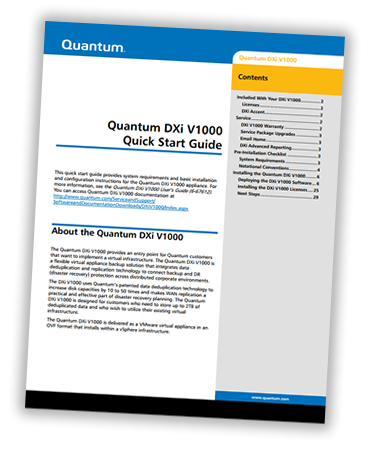 Quantum.
Quantum DXi V1000
Quick Start Guide
This quick start guide provides system requirements and basic installation
and configuration instructions for the Quantum DXi V1000 appliance. For
more information, see the Quantum DXi V1000 User's Guide (6-67612)
You can access Quantum DXi V1000 documentation at
http://www.quantum.com/ServiceandSupport/
SoftwareandDocumentationDownloads/DXiV1000/Index.aspx
About the Quantum DXi V1000
The Quantum DXi V1000 provides an entry point for Quantum customers
that want to implement a virtual infrastructure. The Quantum DXi V1000 is
a flexible virtual appliance backup solution that integrates data
deduplication and replication technology to connect backup and DR
(disaster recovery) protection across distributed corporate environments.
The DXi V1000 uses Quantum's patented data deduplication technology to
increase disk capacities by 10 to 50 times and makes WAN replication a
practical and effective part of disaster recovery planning. The Quantum
DXi V1000 is designed for customers who need to store up to 2TB of
deduplicated data and who wish to utilize their existing virtual
infrastructure.
The Quantum DXi V1000 is delivered as a VMware virtual appliance in an
OVF format that installs within a vSphere infrastructure.
Quantum DXi V1000
Contents
Included With Your DXi V1000 2
Licenses 2
DXi Accent 2
Service 2
DXi V1000 Warranty 2
Service Package Upgrades
Email Home
DXi Advanced Reporting 3
Pre-Installation Checklist 3
System Requirements 3
Notational Conventions 4
Installing the Quantum DXi V1000 4
Deploying the DXi V1000 Software 4
Installing the DXi V1000 Licenses 25
Next Steps 29
www.quantum.com